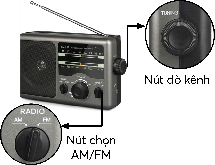 TUNING
Nút dò kênh
RADIO
AM
FM
Nút chọn
AM/FM